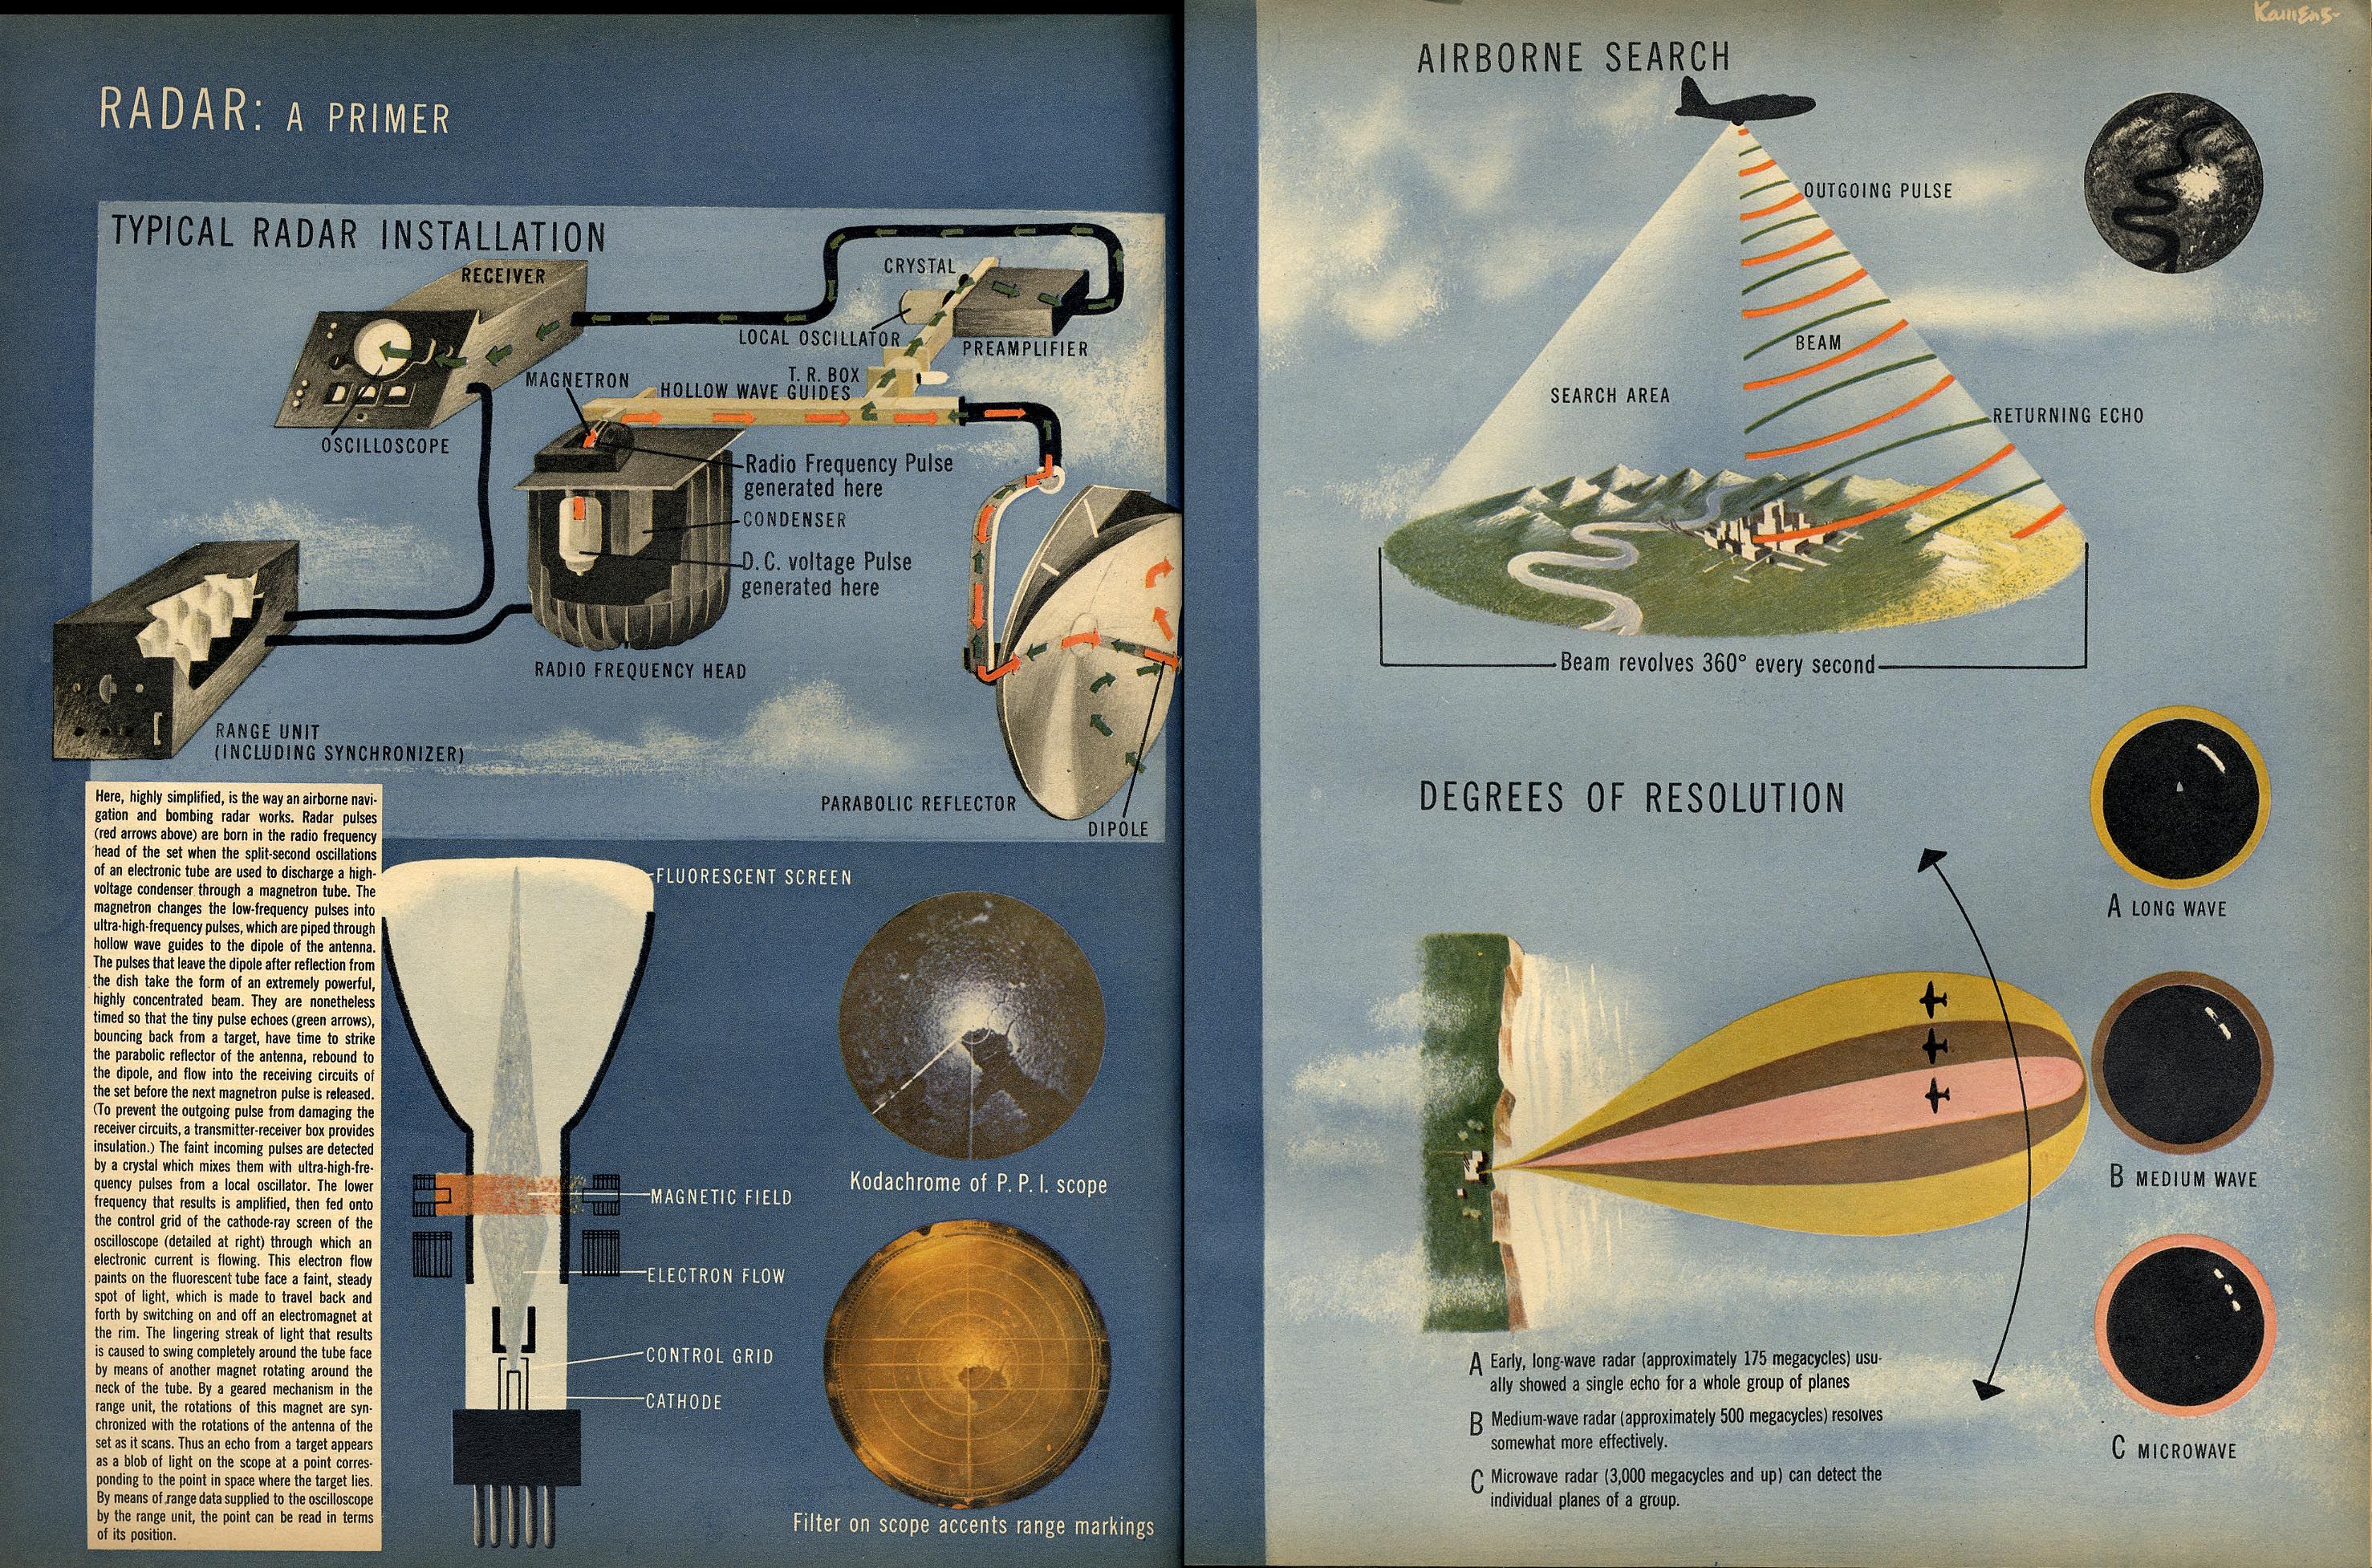 RADAR: A PRIMER
TYPICAL RADAR INSTALLATION
RECEIVER
CRYSTAL
LOCAL OSCILLATOR
PREAMPLIFIER
T. R. BOX
MAGNETRON
HOLLOW WAVE GUIDES
OSCILLOSCOPE
Radio Frequency Pulse
generated here
CONDENSER
D. C. voltage Pulse
generated here
RADIO FREQUENCY HEAD
RANGE UNIT
(INCLUDING SYNCHRONIZER)
PARABOLIC REFLECTOR
DIPOLE
Here, highly simplified, is the way an airborne navi-
gation and bombing radar works. Radar pulses
(red arrows above) are born in the radio frequency
head of the set when the split-second oscillations
of an electronic tube are used to discharge a high-
voltage condenser through a magnetron tube. The
magnetron changes the low-frequency pulses into
ultra-high-frequency pulses, which are piped through
hollow wave guides to the dipole of the antenna.
The pulses that leave the dipole after reflection from
the dish take the form of an extremely powerful,
highly concentrated beam. They are nonetheless
timed so that the tiny pulse echoes (green arrows),
bouncing back from a target, have time to strike
the parabolic reflector of the antenna, rebound to
the dipole, and flow into the receiving circuits of
the set before the next magnetron pulse is released.
(To prevent the outgoing pulse from damaging the
receiver circuits, a transmitter-receiver box provides
insulation.) The faint incoming pulses are detected
by a crystal which mixes them with ultra-high-fre-
quency pulses from a local oscillator. The lower
frequency that results is amplified, then fed onto
the control grid of the cathode-ray screen of the
oscilloscope (detailed at right) through which an
electronic current is flowing. This electron flow
paints on the fluorescent tube face a faint, steady
spot of light, which is made to travel back and
forth by switching on and off an electromagnet at
the rim. The lingering streak of light that results
is caused to swing completely around the tube face
by means of another magnet rotating around the
neck of the tube. By a geared mechanism in the
range unit, the rotations of this magnet are syn-
chronized with the rotations of the antenna of the
set as it scans. Thus an echo from a target appears
as a blob of light on the scope at a point corres-
ponding to the point in space where the target lies.
By means of range data supplied to the oscilloscope
by the range unit, the point can be read in terms
of its position.
FLUORESCENT SCREEN
MAGNETIC FIELD
ELECTRON FLOW
CONTROL GRID
CATHODE
Kodachrome of P. P. I. scope
Filter on scope accents range markings
Kamens-
AIRBORNE SEARCH
OUTGOING PULSE
BEAM
SEARCH AREA
RETURNING ECHO
Beam revolves 360° every second
DEGREES OF RESOLUTION
A LONG WAVE
B MEDIUM WAVE
C MICROWAVE
A Early, long-wave radar (approximately 175 megacycles) usu-
ally showed a single echo for a whole group of planes
B Medium-wave radar (approximately 500 megacycles) resolves
somewhat more effectively.
C Microwave radar (3,000 megacycles and up) can detect the
individual planes of a group.